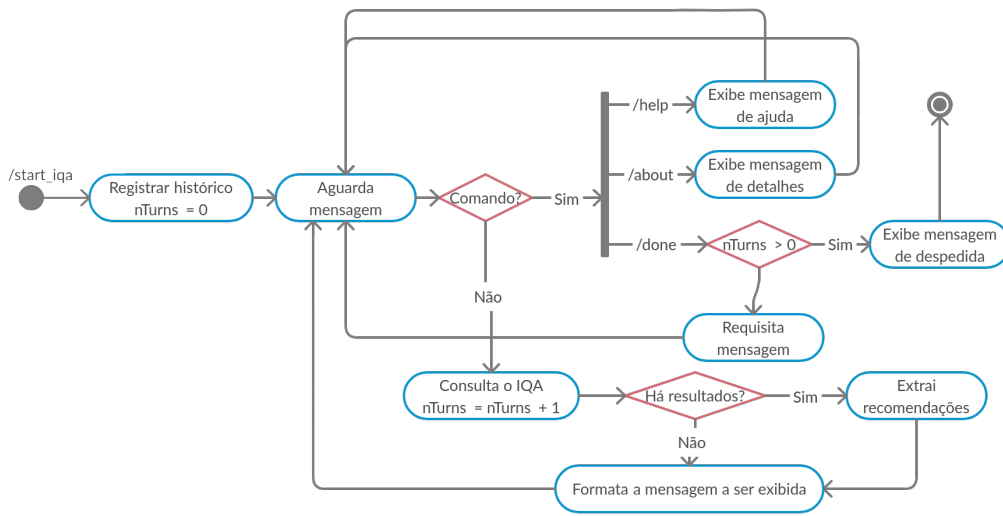 /start_iqa
Registrar histórico
nTurns = 0
Aguarda
mensagem
Comando?
Sim
/help
Exibe mensagem
de ajuda
/about
Exibe mensagem
de detalhes
/done
nTurns > 0
Sim
Exibe mensagem
de despedida
Requisita
mensagem
Não
Consulta o IQA
nTurns = nTurns + 1
Há resultados?
Sim
Extrai
recomendações
Não
Formata a mensagem a ser exibida